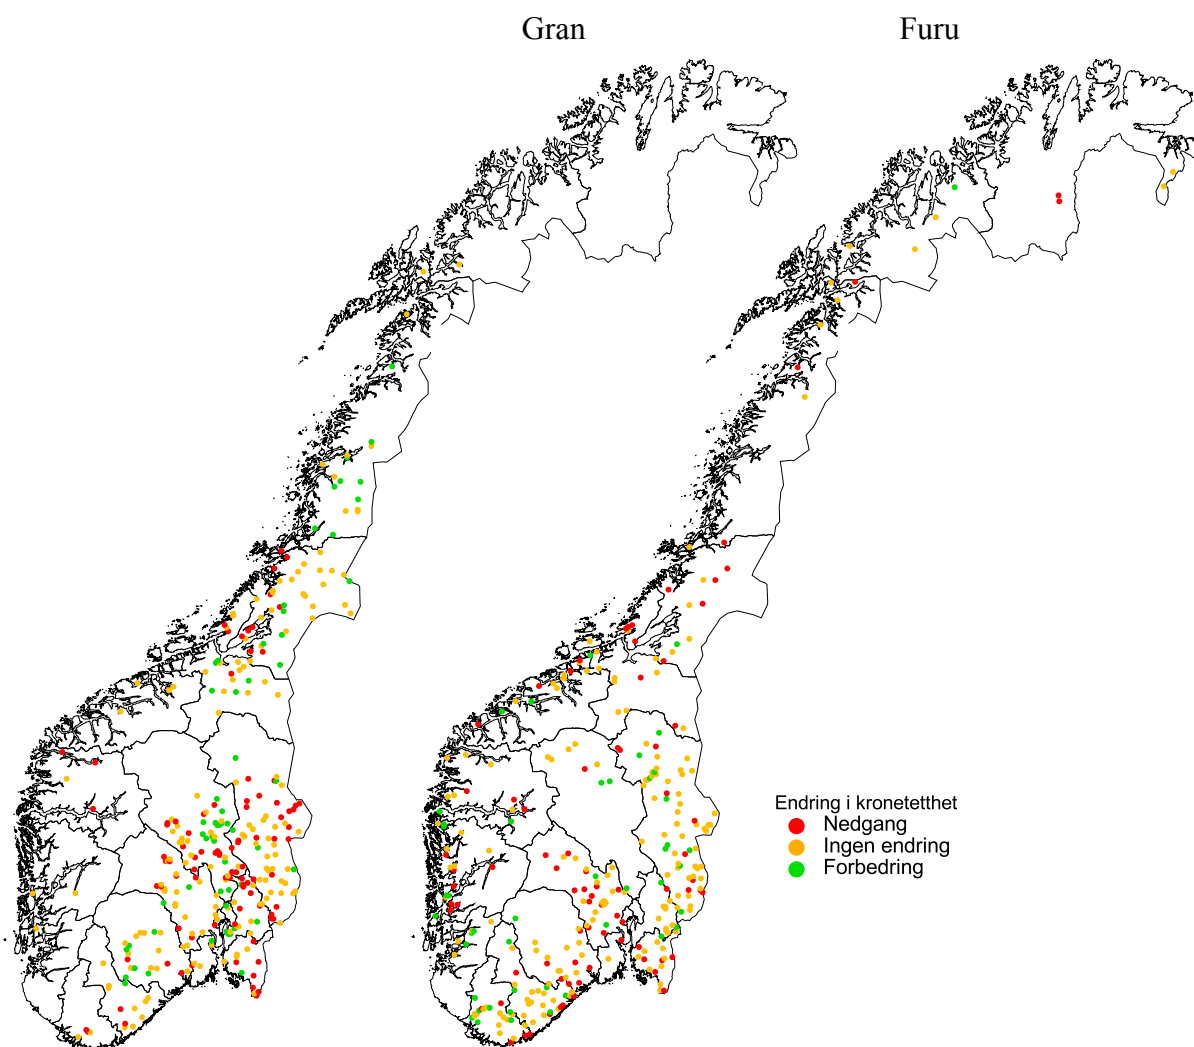 Gran
Furu
Endring i kronetetthet
Nedgang
Ingen endring
Forbedring